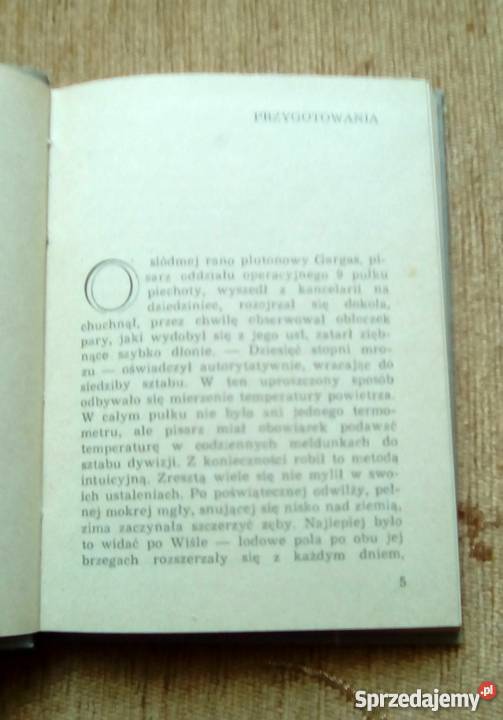 PRZYGOTOWANIA
O siódmej rano plutonowy Gargas, pi-
sarz oddziału operacyjnego 9 pułku
piechoty, wyszedł z kancelarii na
dziedziniec, rozejrzał się dokoła,
chuchnął, przez chwilę obserwował obłoczek
pary, jaki wydobył się z jego ust, zatarł zięb-
nące szybko dłonie. — Dziesięć stopni mro-
zu — oświadczył autorytatywnie, wracając do
siedziby sztabu. W ten uproszczony sposób
odbywało się mierzenie temperatury powietrza.
W całym pułku nie było ani jednego termo-
metru, ale pisarz miał obowiązek podawać
temperaturę w codziennych meldunkach do
sztabu dywizji. Z konieczności robił to metodą
intuicyjną. Zresztą wiele się nie mylił w swo-
ich ustaleniach. Po poświątecznej odwilży, peł-
nej mokrej mgły, snującej się nisko nad ziemią,
zima zaczynała szczerzyć zęby. Najlepiej było
to widać po Wiśle — lodowe pola po obu jej
brzegach rozszerzały się z każdym dniem,
5
Sprzedajemy.pl